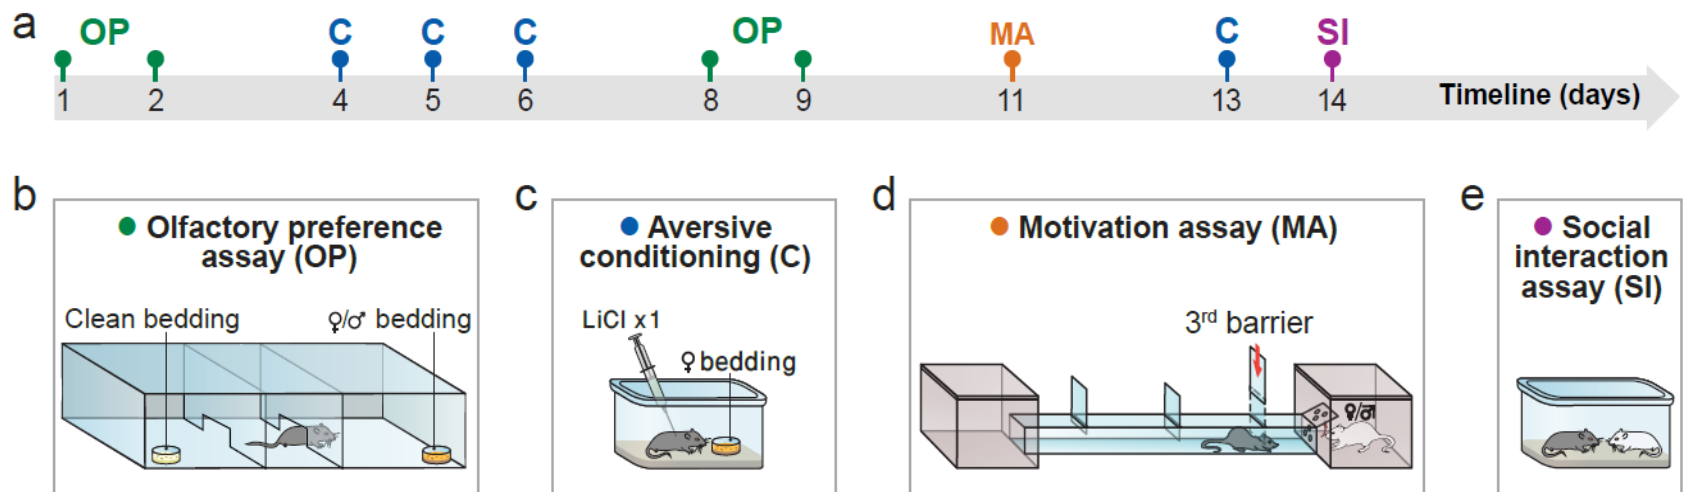 a
OP C C C OP MA C SI
1 2 4 5 6 8 9 11 13 14 Timeline (days)
b
Olfactory preference
assay (OP)
Clean bedding ♀/♂ bedding
c
Aversive
conditioning (C)
LiCl x1
♀ bedding
d
Motivation assay (MA)
3rd barrier
♀/♂
e
Social
interaction
assay (SI)